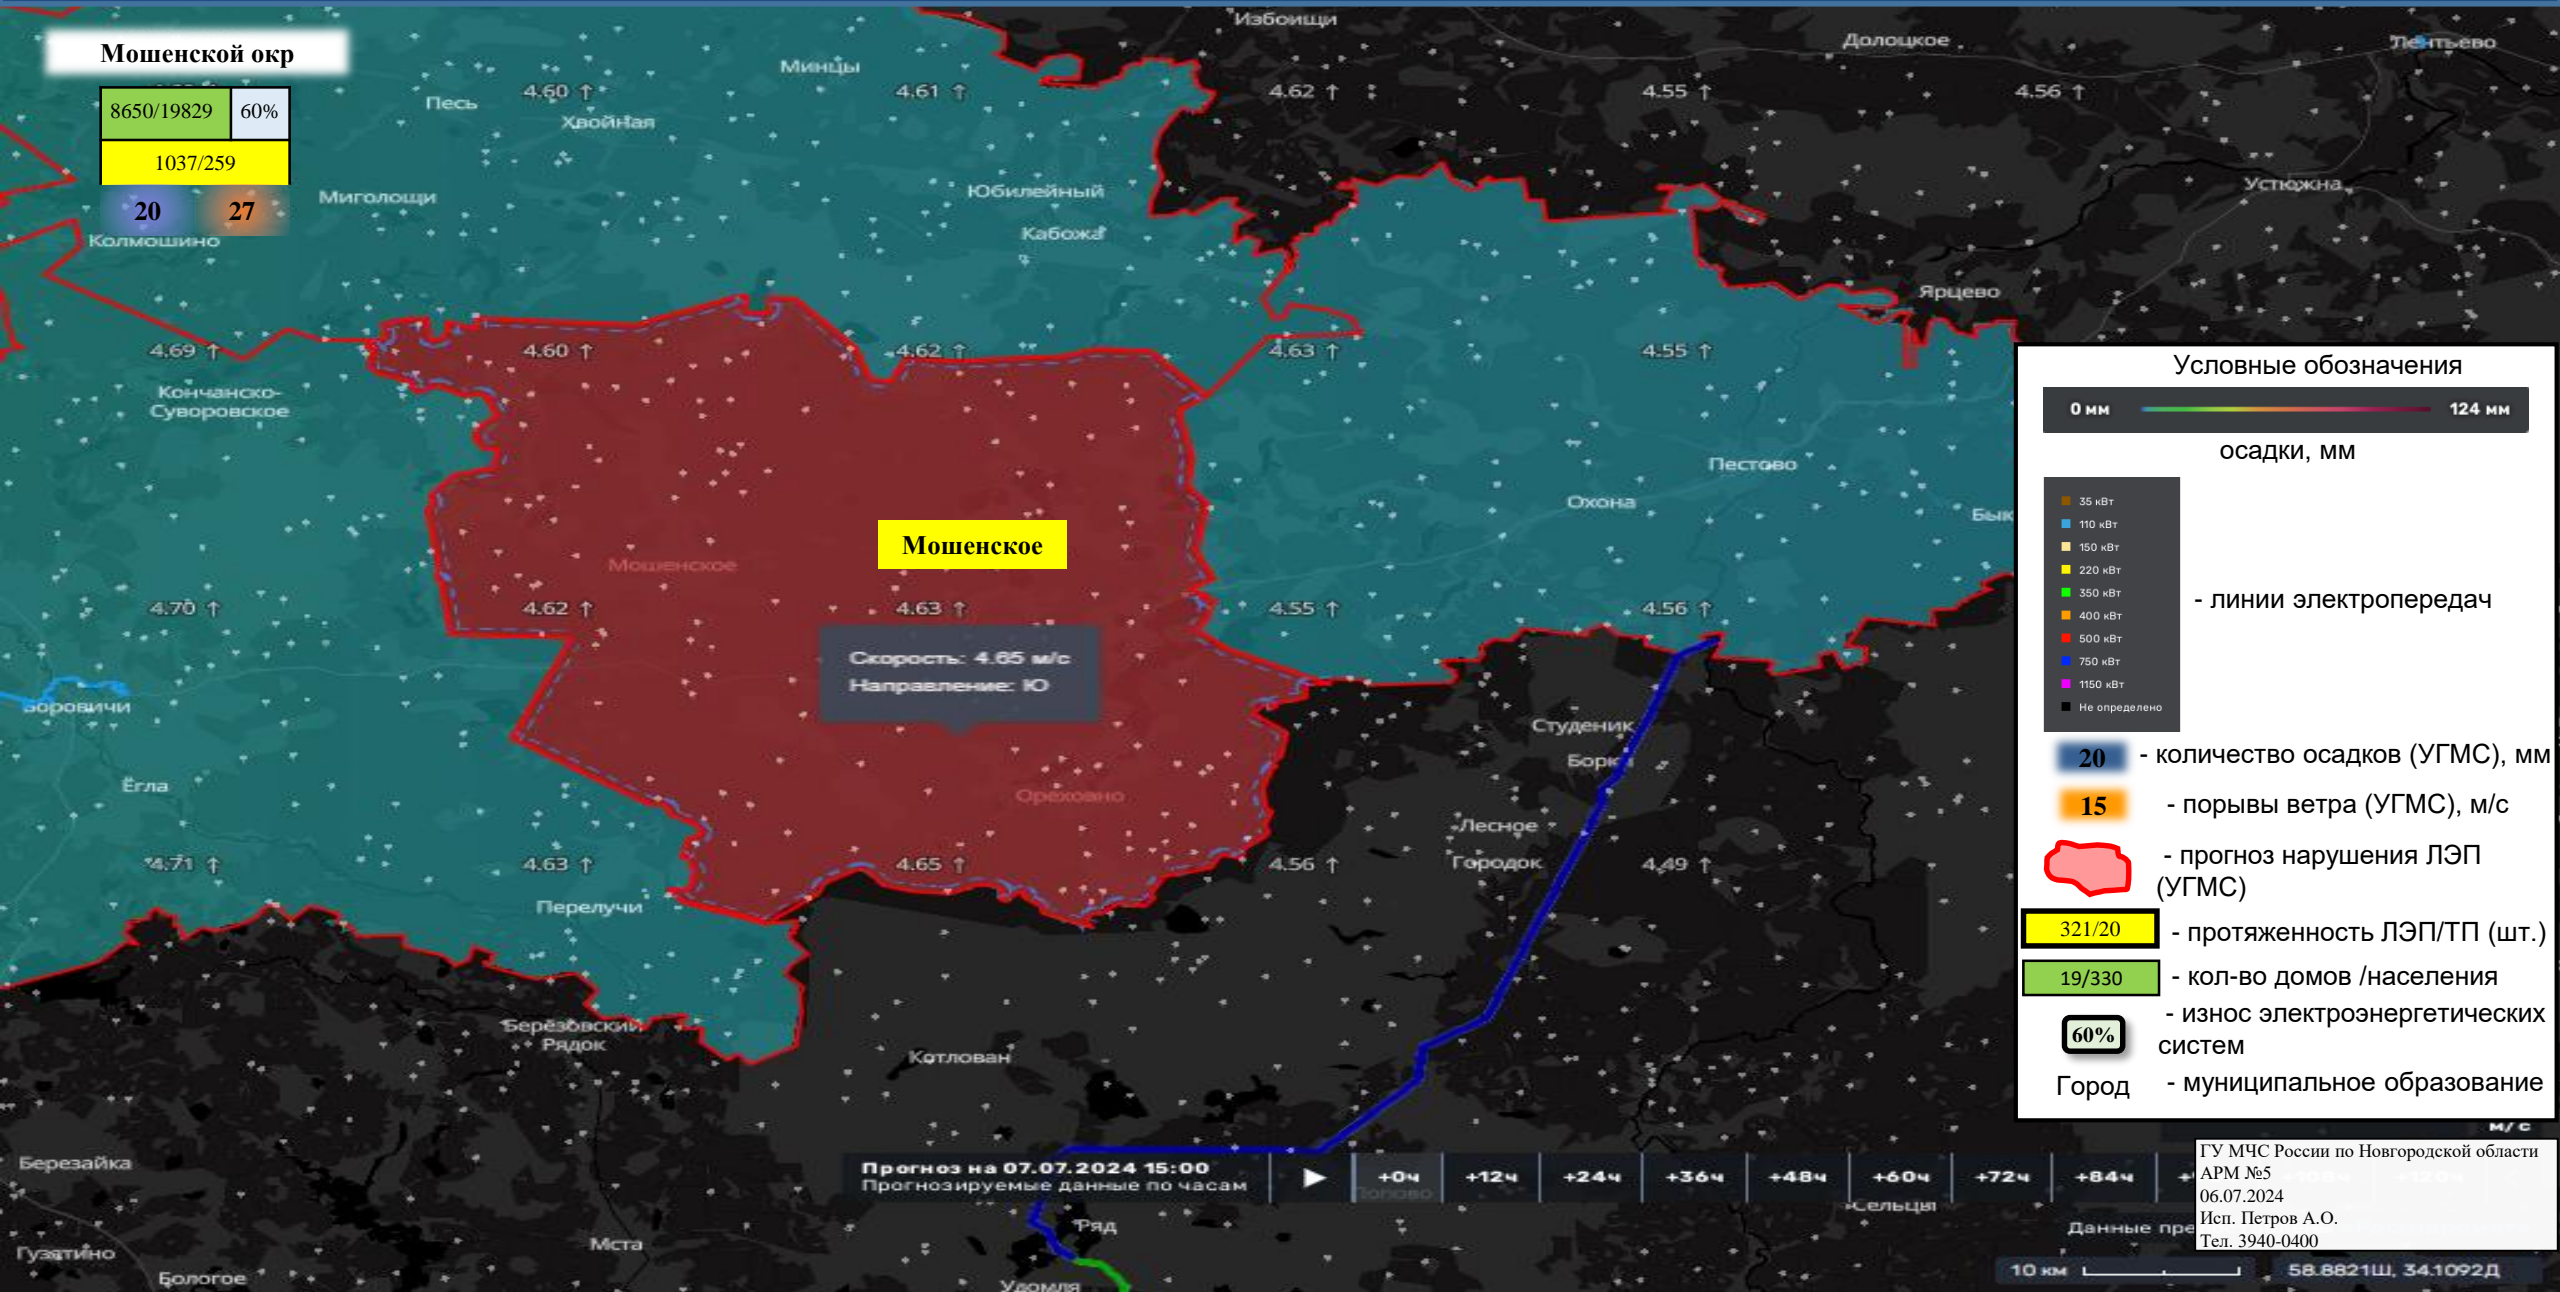 Мошенской окр
8650/19829 60%
1037/259
20 27
Избоищи
Долоцкое
Лентьево
Минцы
Песь
4.60 ↑
4.61 ↑
4.62 ↑
4.55 ↑
4.56 ↑
Хвойная
Миголощи
Юбилейный
Устюжна
Колмошино
Кабожа
Ярцево
4.69 ↑
4.60 ↑
4.62 ↑
4.63 ↑
4.55 ↑
Кончанско-
Суворовское
Пестово
Охона
Бык
Мошенское
Мошенское
4.70 ↑
4.62 ↑
4.63 ↑
4.55 ↑
4.56 ↑
Скорость: 4.65 м/с
Направление: Ю
Боровичи
Студеник
Борки
Ёгла
Ореховно
Лесное
Городок
4.71 ↑
4.63 ↑
4.65 ↑
4.56 ↑
4.49 ↑
Перелучи
Берёзовский
Рядок
Котлован
Березайка
Прогноз на 07.07.2024 15:00
Прогнозируемые данные по часам
+0ч +12ч +24ч +36ч +48ч +60ч +72ч +84ч
Сельцы
Ряд
Мста
Гузятино
Бологое
Удомля
Данные пре
10 км
58.8821Ш, 34.1092Д
Условные обозначения
0 мм 124 мм
осадки, мм
35 кВт
110 кВт
150 кВт
220 кВт
350 кВт
400 кВт
500 кВт
750 кВт
1150 кВт
Не определено
- линии электропередач
20 - количество осадков (УГМС), мм
15 - порывы ветра (УГМС), м/с
- прогноз нарушения ЛЭП
(УГМС)
321/20 - протяженность ЛЭП/ТП (шт.)
19/330 - кол-во домов /населения
- износ электроэнергетических
60% систем
Город - муниципальное образование
м/с
ГУ МЧС России по Новгородской области
АРМ №5
06.07.2024
Исп. Петров А.О.
Тел. 3940-0400